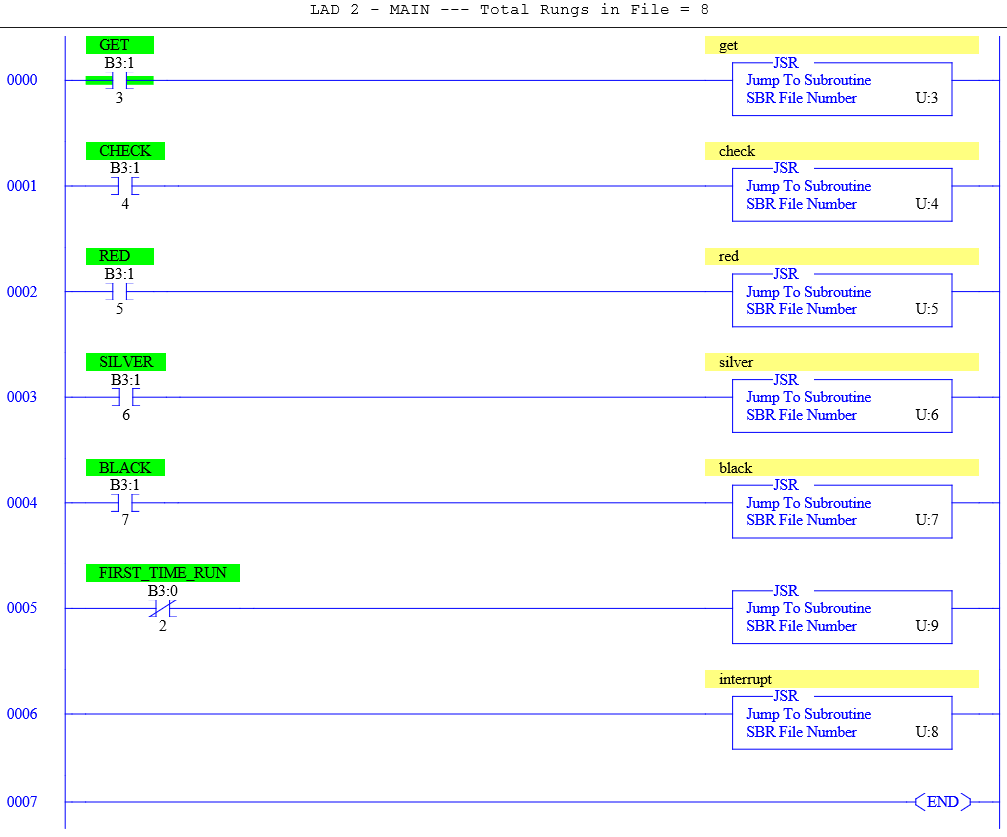 LAD 2 - MAIN --- Total Rungs in File = 8
GET get
B3:1 JSR
0000 Jump To Subroutine
3 SBR File Number U:3
CHECK check
B3:1 JSR
0001 Jump To Subroutine
4 SBR File Number U:4
RED red
B3:1 JSR
0002 Jump To Subroutine
5 SBR File Number U:5
SILVER silver
B3:1 JSR
0003 Jump To Subroutine
6 SBR File Number U:6
BLACK black
B3:1 JSR
0004 Jump To Subroutine
7 SBR File Number U:7
FIRST_TIME_RUN
B3:0 JSR
0005 Jump To Subroutine
2 SBR File Number U:9
interrupt
JSR
0006 Jump To Subroutine
SBR File Number U:8
0007 END